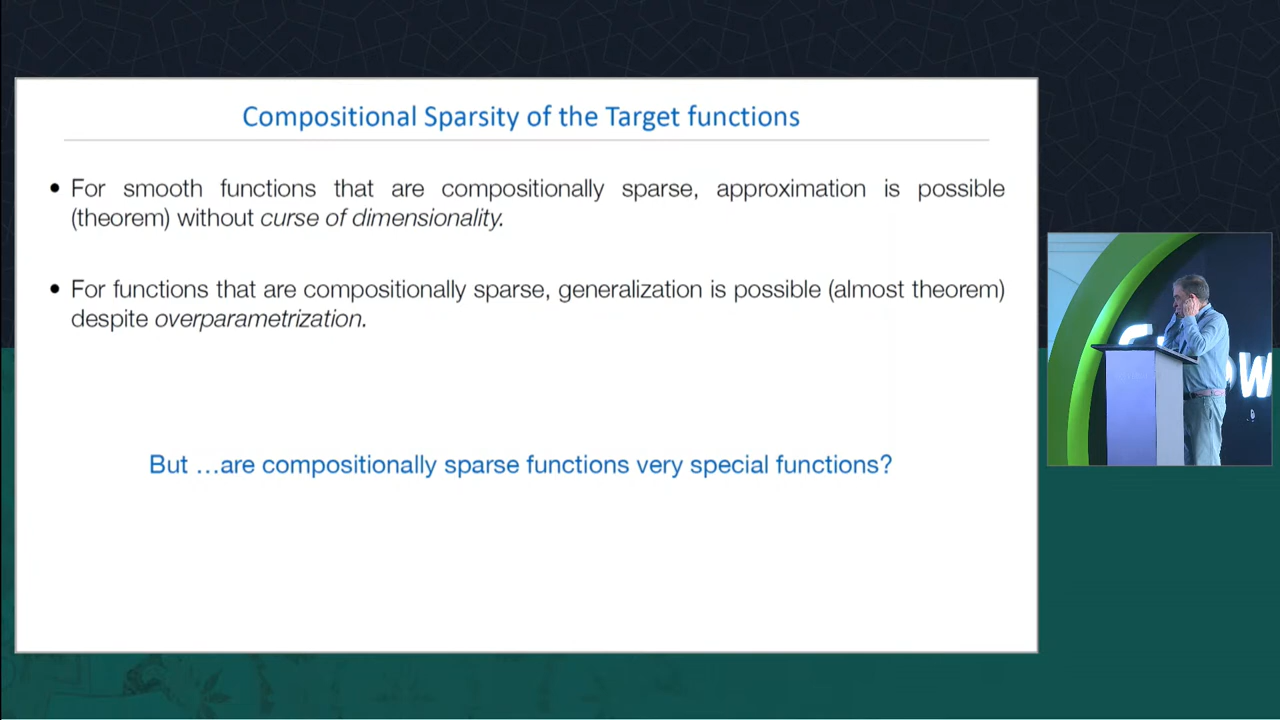 Compositional Sparsity of the Target functions
• For smooth functions that are compositionally sparse, approximation is possible
(theorem) without curse of dimensionality.
• For functions that are compositionally sparse, generalization is possible (almost theorem)
despite overparametrization.
But …are compositionally sparse functions very special functions?